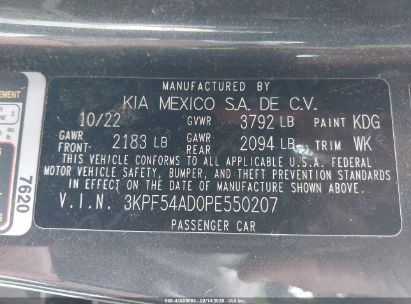 MANUFACTURED BY
KIA MEXICO S.A. DE C.V.
10/22 GVWR 3792 LB PAINT KDG
GAWR FRONT: 2183 LB GAWR REAR 2094 LB TRIM WK
THIS VEHICLE CONFORMS TO ALL APPLICABLE U.S.A. FEDERAL
MOTOR VEHICLE SAFETY, BUMPER, AND THEFT PREVENTION STANDARDS
IN EFFECT ON THE DATE OF MANUFACTURE SHOWN ABOVE.
V.I.N. 3KPF54AD0PE550207
PASSENGER CAR
7620